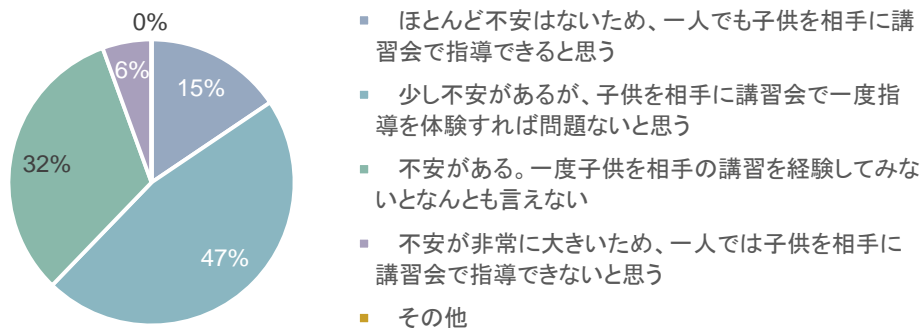 0%
6%
15%
32%
47%
ほとんど不安はないため、一人でも子供を相手に講
習会で指導できると思う
少し不安があるが、子供を相手に講習会で一度指
導を体験すれば問題ないと思う
不安がある。一度子供を相手の講習を経験してみな
いとなんとも言えない
不安が非常に大きいため、一人では子供を相手に
講習会で指導できないと思う
その他